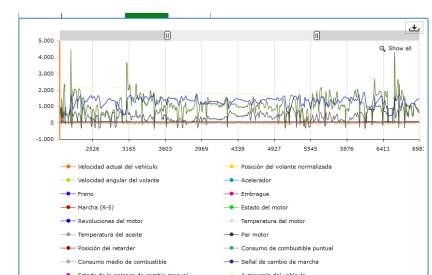 Show all
5.000
4.000
3.000
2.000
1.000
0
-1.000
2526 3165 3603 3969 4339 4927 5545 5876 6411 698
Velocidad actual del vehículo Posición del volante normalizada
Velocidad angular del Acelerador
Freno Embrague
Marcha (R-5) Estado del motor
Revoluciones del motor Temperatura del motor
Temperatura del aceite Par motor
Posición del retarder Consumo de combustible puntual
Consumo medio de combustible Señal de cambio de marcha